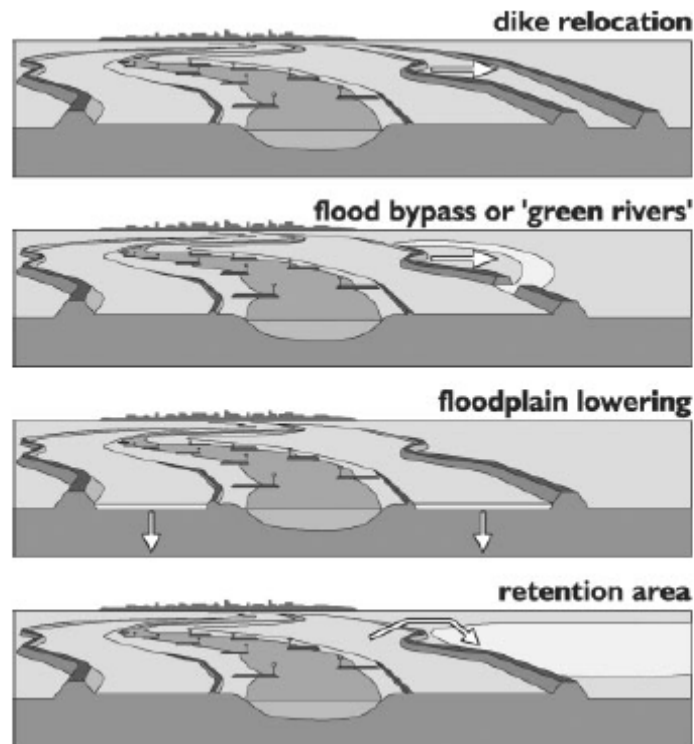 dike relocation
flood bypass or 'green rivers'
floodplain lowering
retention area